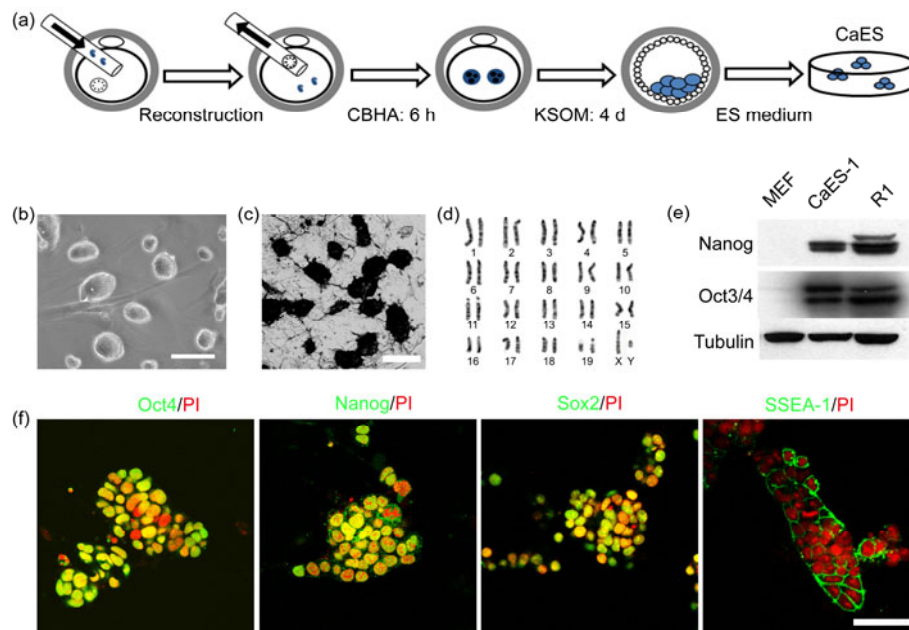 (a)
CaES
Reconstruction
CBHA: 6 h
KSOM: 4 d
ES medium
(b)
(c)
(d)
1 2 3 4 5
6 7 8 9 10
11 12 13 14 15
16 17 18 19 X Y
(e)
MEF CaES-1 R1
Nanog
Oct3/4
Tubulin
(f)
Oct4/PI
Nanog/PI
Sox2/PI
SSEA-1/PI